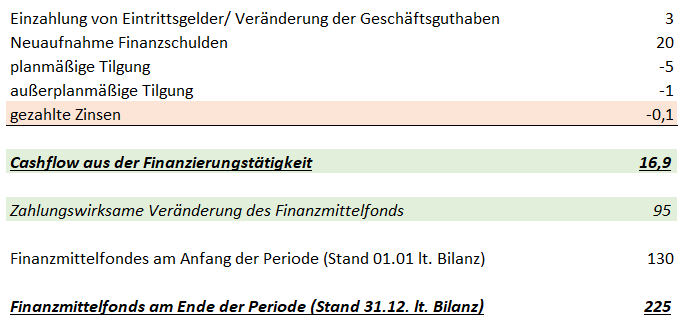 Einzahlung von Eintrittsgelder/ Veränderung der Geschäftsguthaben 3
Neuaufnahme Finanzschulden 20
planmäßige Tilgung -5
außerplanmäßige Tilgung -1
gezahlte Zinsen -0,1
Cashflow aus der Finanzierungstätigkeit 16,9
Zahlungswirksame Veränderung des Finanzmittelfonds 95
Finanzmittelfondes am Anfang der Periode (Stand 01.01 lt. Bilanz) 130
Finanzmittelfonds am Ende der Periode (Stand 31.12. lt. Bilanz) 225